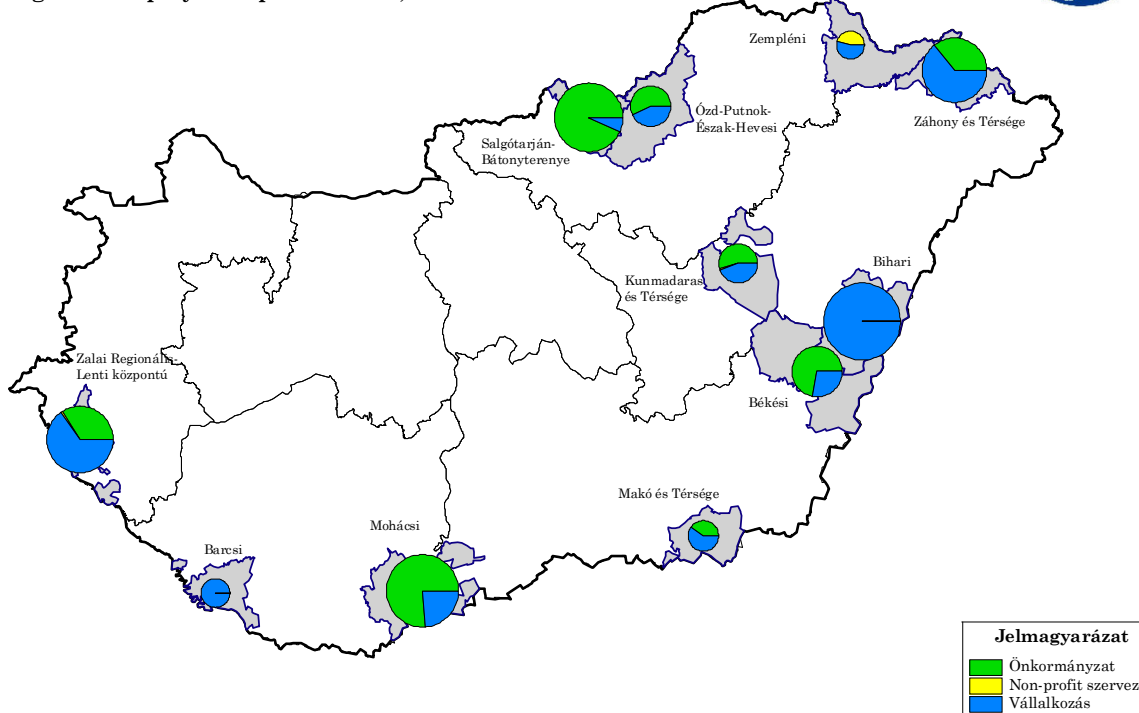 Zempléni
Ózd-Putnok-
Észak-Hevesi
Záhony és Térsége
Salgótarján-
Bátonyterenye
Bihari
Kunmadaras
és Térsége
Zalai Regionális-
Lenti központú
Békési
Makó és Térsége
Mohácsi
Barcsi
Jelmagyarázat
Önkormányzat
Non-profit szervez
Vállalkozás